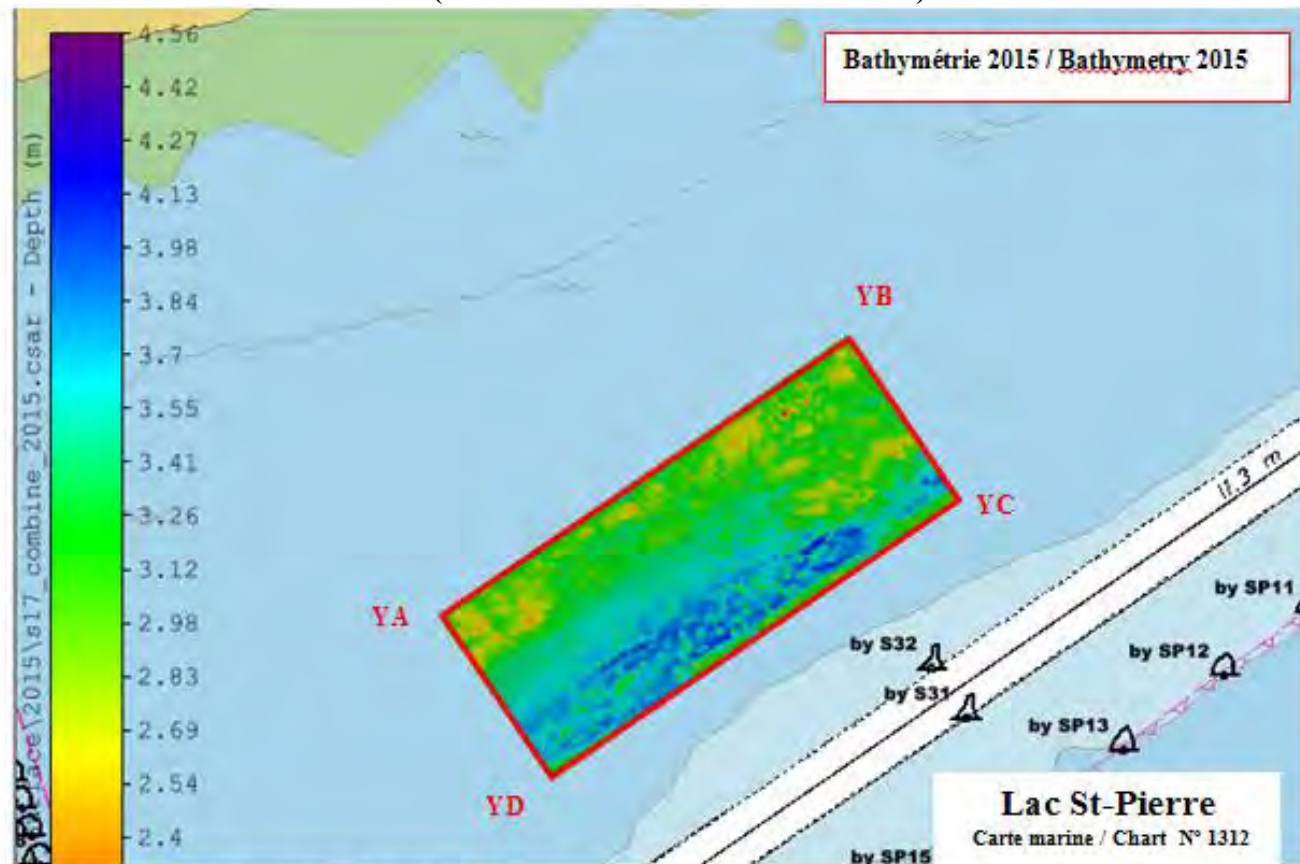 Bathymétrie 2015 / Bathymetry 2015
4.56
4.42
4.27
4.13
3.98
3.84
3.7
3.55
3.41
3.26
3.12
2.98
2.83
2.69
2.54
2.4
ace\2015\s17_combine_2015.csar - Depth (m)
YB
YC
YA
YD
11.3 m
by SP11
by S32
by SP12
by S31
by SP13
by SP15
Lac St-Pierre
Carte marine / Chart N° 1312